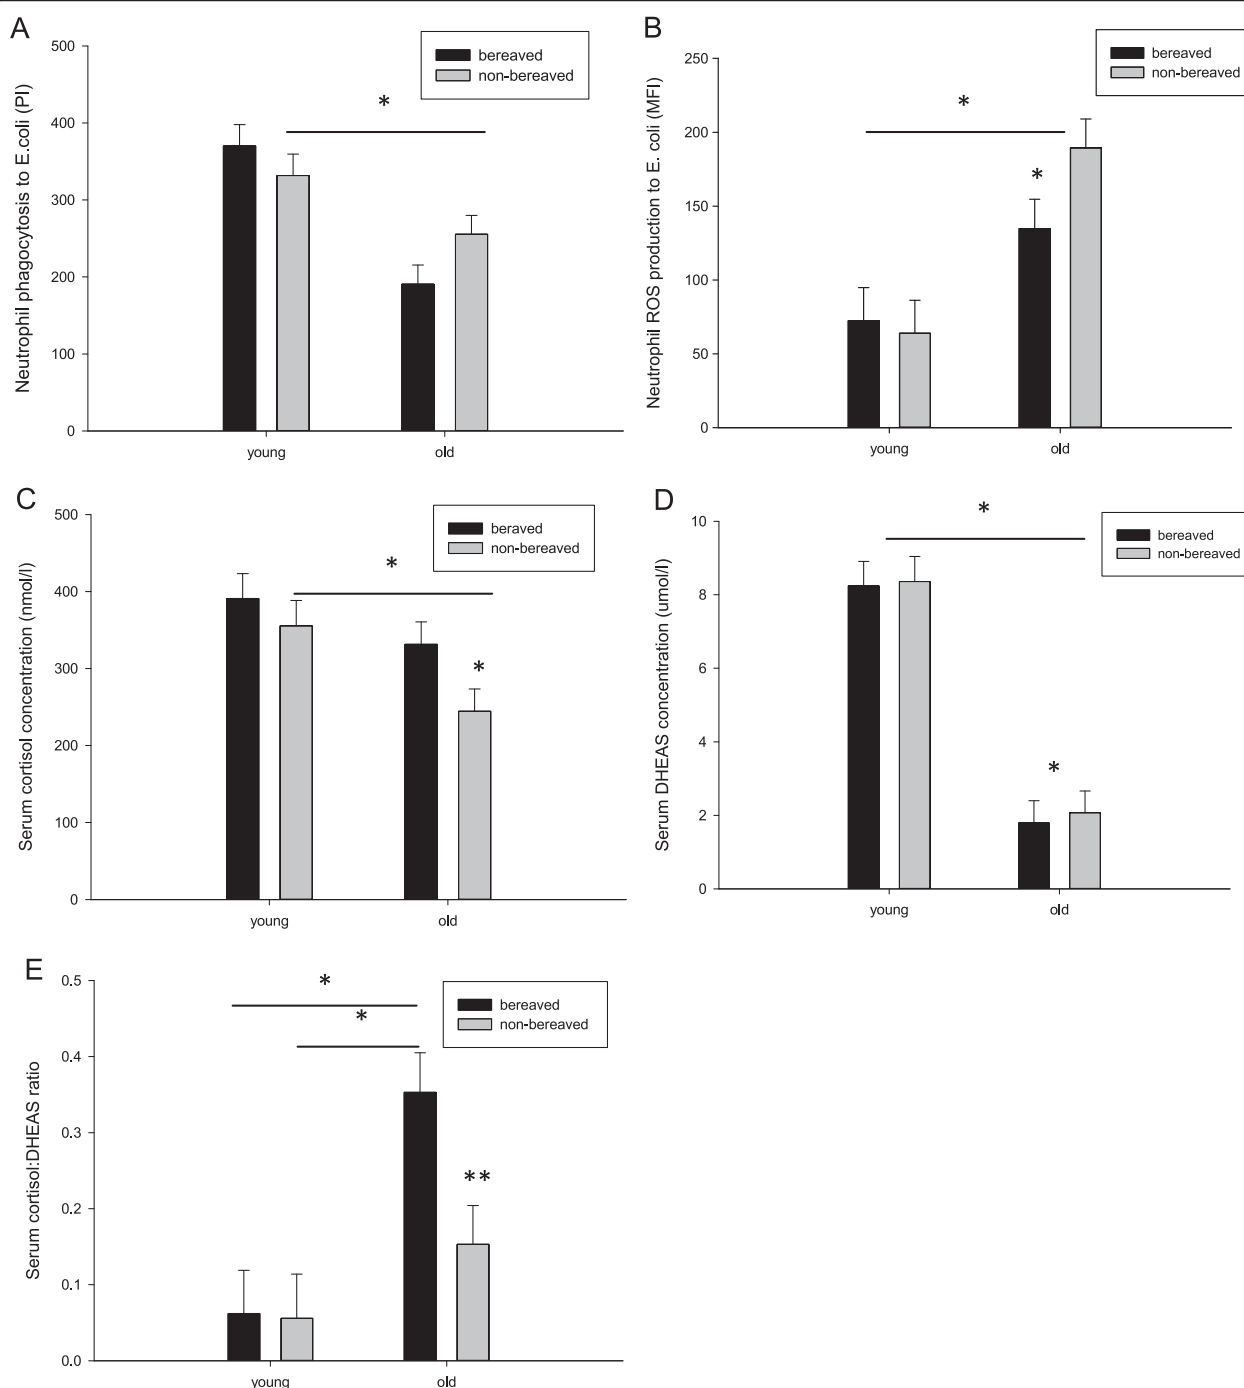 A
Neutrophil phagocytosis to E.coli (PI)
500
400
300
200
100
0
bereaved
non-bereaved
*
young
old
B
Neutrophil ROS production to E. coli (MFI)
250
200
150
100
50
0
bereaved
non-bereaved
*
*
young
old
C
Serum cortisol concentration (nmol/l)
500
400
300
200
100
0
beraved
non-bereaved
*
*
young
old
D
Serum DHEAS concentration (umol/l)
10
8
6
4
2
0
bereaved
non-bereaved
*
*
young
old
E
Serum cortisol:DHEAS ratio
0.5
0.4
0.3
0.2
0.1
0.0
bereaved
non-bereaved
*
*
**
young
old